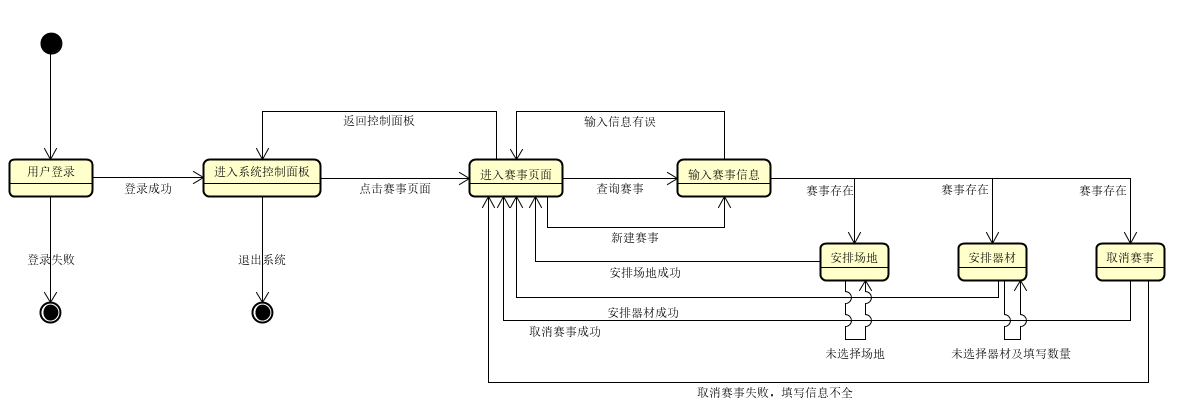 返回控制面板
输入信息有误
用户登录
进入系统控制面板
进入赛事页面
输入赛事信息
登录成功
点击赛事页面
查询赛事
赛事存在
赛事存在
赛事存在
新建赛事
登录失败
退出系统
安排场地
安排器材
取消赛事
安排场地成功
安排器材成功
取消赛事成功
未选择场地
未选择器材及填写数量
取消赛事失败，填写信息不全